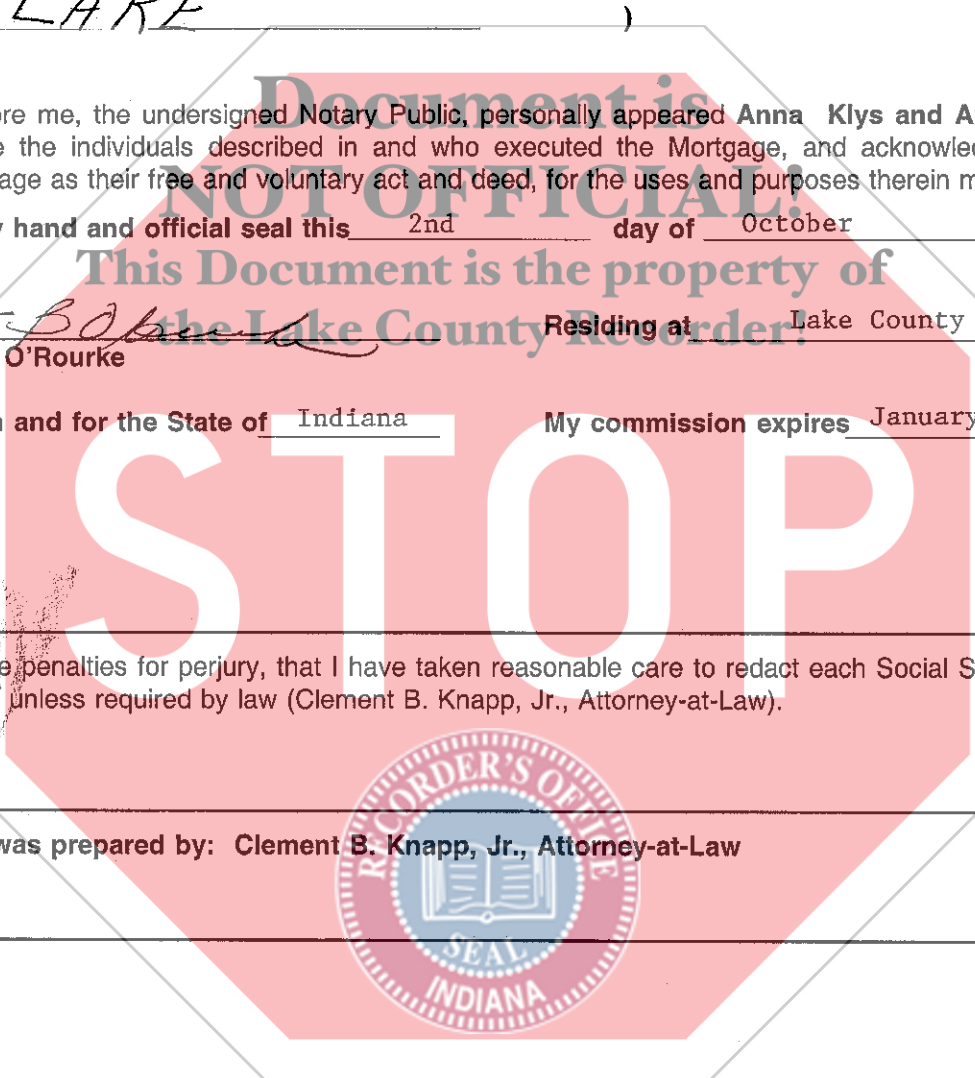 LAKE )
Document is
ore me, the undersigned Notary Public, personally appeared Anna Klys and A
e the individuals described in and who executed the Mortgage, and acknowled
age as their free and voluntary act and deed, for the uses and purposes therein m
NOT OFFICIAL!
y hand and official seal this 2nd day of October
This Document is the property of
the Lake County Recorder!
Residing at Lake County
O'Rourke
n and for the State of Indiana My commission expires January
STOP
e penalties for perjury, that I have taken reasonable care to redact each Social S
unless required by law (Clement B. Knapp, Jr., Attorney-at-Law).
RECORDER'S OFFICE
was prepared by: Clement B. Knapp, Jr., Attorney-at-Law
SEAL
INDIANA